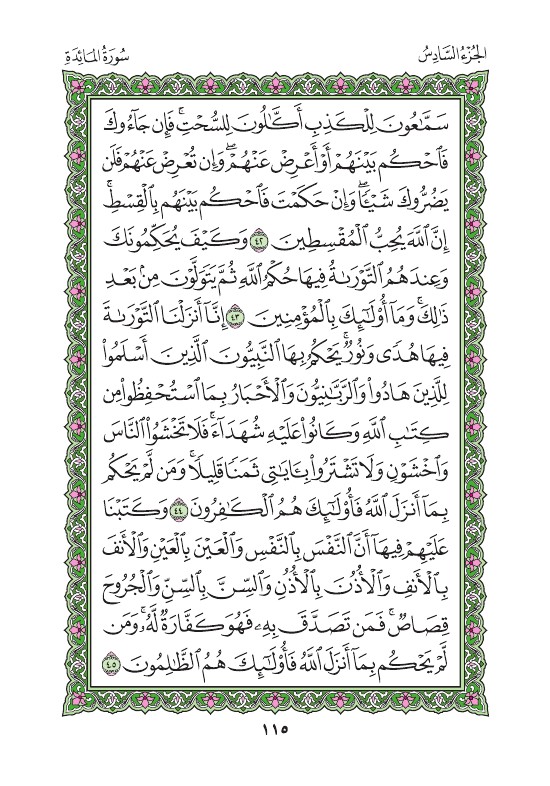 الجُزْءُ السَّادِسُ
سُورَةُ المَائِدَةِ
سَمَّٰعُونَ لِلْكَذِبِ أَكَّٰلُونَ لِلسُّحْتِ ۚ فَإِن جَآءُوكَ
فَٱحْكُم بَيْنَهُمْ أَوْ أَعْرِضْ عَنْهُمْ ۖ وَإِن تُعْرِضْ عَنْهُمْ فَلَن
يَضُرُّوكَ شَيْـًٔا ۖ وَإِنْ حَكَمْتَ فَٱحْكُم بَيْنَهُم بِٱلْقِسْطِ ۚ
إِنَّ ٱللَّهَ يُحِبُّ ٱلْمُقْسِطِينَ ٤٢ وَكَيْفَ يُحَكِّمُونَكَ
وَعِندَهُمُ ٱلتَّوْرَىٰةُ فِيهَا حُكْمُ ٱللَّهِ ثُمَّ يَتَوَلَّوْنَ مِنۢ بَعْدِ
ذَٰلِكَ ۚ وَمَآ أُو۟لَٰٓئِكَ بِٱلْمُؤْمِنِينَ ٤٣ إِنَّآ أَنزَلْنَا ٱلتَّوْرَىٰةَ
فِيهَا هُدًى وَنُورٌ ۚ يَحْكُمُ بِهَا ٱلنَّبِيُّونَ ٱلَّذِينَ أَسْلَمُوا۟
لِلَّذِينَ هَادُوا۟ وَٱلرَّبَّٰنِيُّونَ وَٱلْأَحْبَارُ بِمَا ٱسْتُحْفِظُوا۟ مِن
كِتَٰبِ ٱللَّهِ وَكَانُوا۟ عَلَيْهِ شُهَدَآءَ ۚ فَلَا تَخْشَوُا۟ ٱلنَّاسَ
وَٱخْشَوْنِ وَلَا تَشْتَرُوا۟ بِـَٔايَٰتِى ثَمَنًا قَلِيلًا ۚ وَمَن لَّمْ يَحْكُم
بِمَآ أَنزَلَ ٱللَّهُ فَأُو۟لَٰٓئِكَ هُمُ ٱلْكَٰفِرُونَ ٤٤ وَكَتَبْنَا
عَلَيْهِمْ فِيهَآ أَنَّ ٱلنَّفْسَ بِٱلنَّفْسِ وَٱلْعَيْنَ بِٱلْعَيْنِ وَٱلْأَنفَ
بِٱلْأَنفِ وَٱلْأُذُنَ بِٱلْأُذُنِ وَٱلسِّنَّ بِٱلسِّنِّ وَٱلْجُرُوحَ
قِصَاصٌ ۚ فَمَن تَصَدَّقَ بِهِۦ فَهُوَ كَفَّارَةٌ لَّهُۥ ۚ وَمَن
لَّمْ يَحْكُم بِمَآ أَنزَلَ ٱللَّهُ فَأُو۟لَٰٓئِكَ هُمُ ٱلظَّٰلِمُونَ ٤٥
١١٥